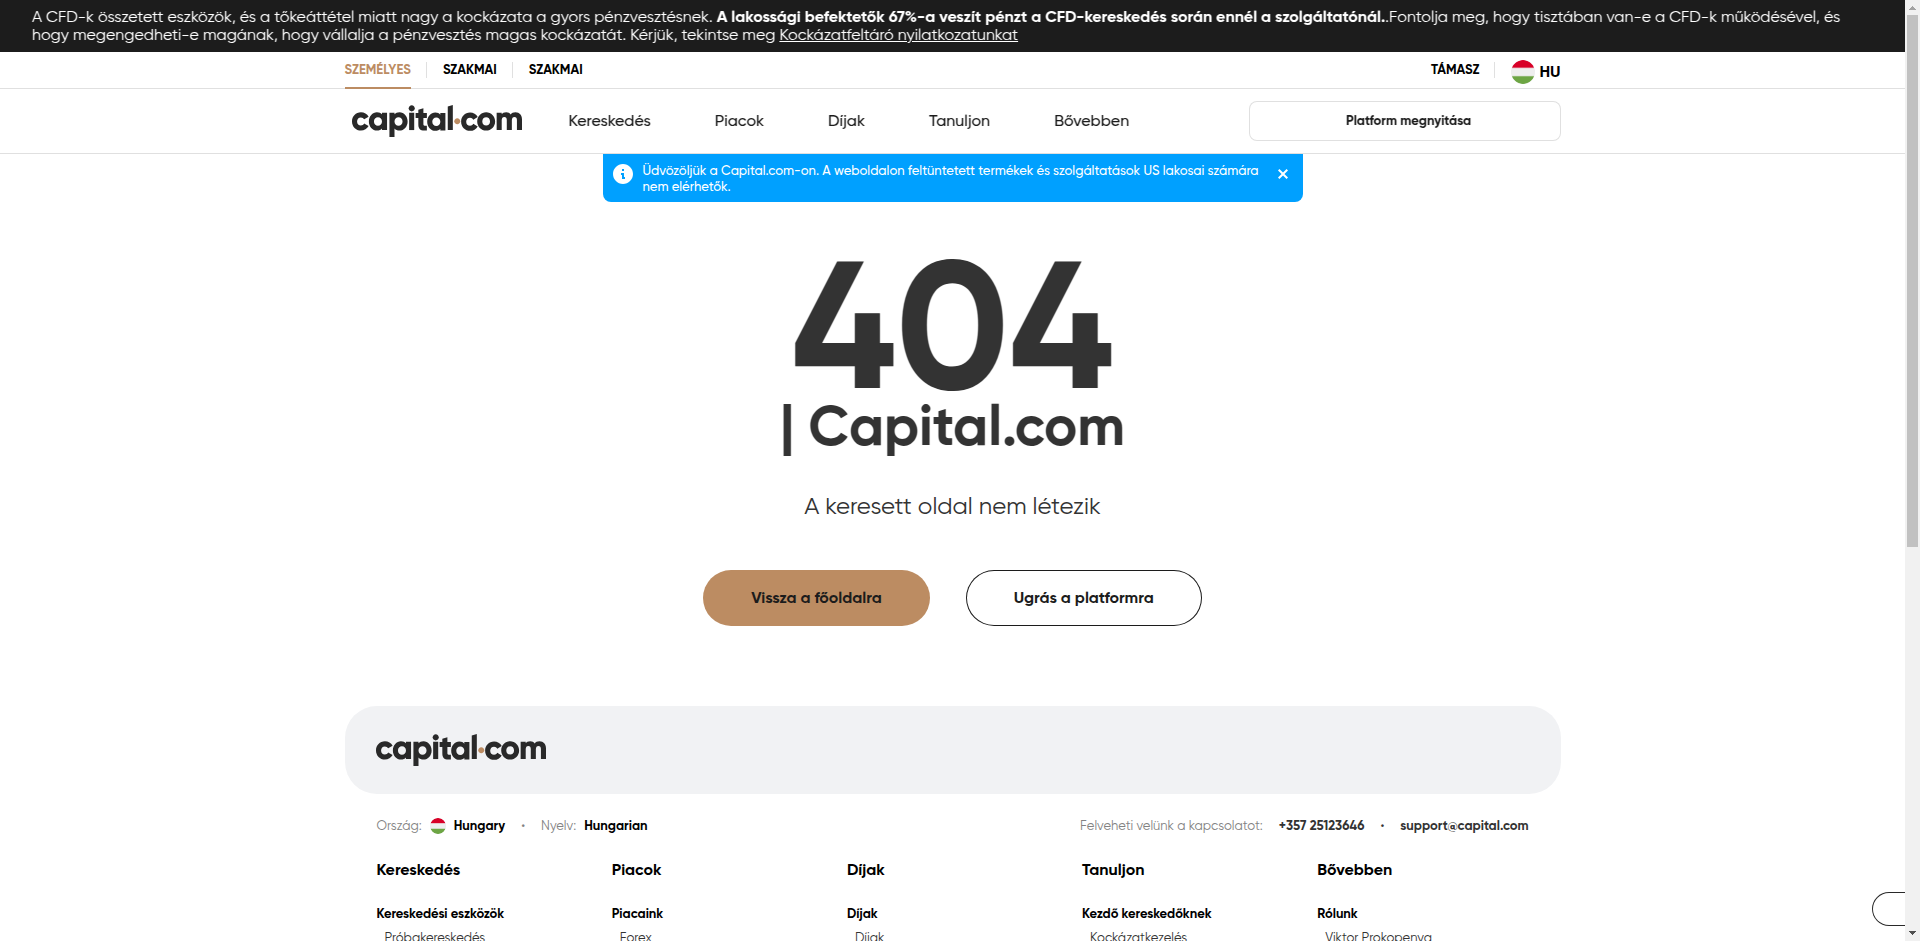 A CFD-k összetett eszközök, és a tőkeáttétel miatt nagy a kockázata a gyors pénzvesztésnek. A lakossági befektetők 67%-a veszít pénzt a CFD-kereskedés során ennél a szolgáltatónál..Fontolja meg, hogy tisztában van-e a CFD-k működésével, és
hogy megengedheti-e magának, hogy vállalja a pénzvesztés magas kockázatát. Kérjük, tekintse meg Kockázatfeltáró nyilatkozatunkat
SZEMÉLYES SZAKMAI SZAKMAI TÁMASZ HU
capital.com Kereskedés Piacok Díjak Tanuljon Bővebben Platform megnyitása
Üdvözöljük a Capital.com-on. A weboldalon feltüntetett termékek és szolgáltatások US lakosai számára
nem elérhetők.
404
| Capital.com
A keresett oldal nem létezik
Vissza a főoldalra Ugrás a platformra
capital.com
Ország: Hungary • Nyelv: Hungarian Felveheti velünk a kapcsolatot: +357 25123646 • support@capital.com
Kereskedés Piacok Díjak Tanuljon Bővebben
Kereskedési eszközök Piacaink Díjak Kezdő kereskedőknek Rólunk
Próbakereskedés Forex Díjak Kockázatkezelés Viktor Prokopenya